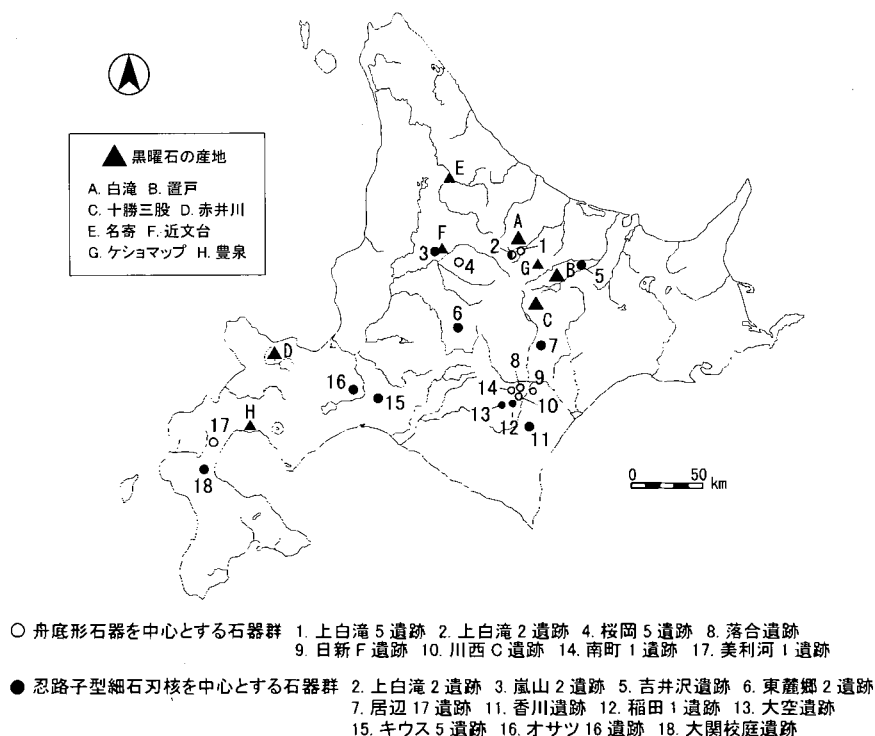 黒曜石の産地
A. 白滝 B. 置戸
C. 十勝三股 D. 赤井川
E. 名寄 F. 近文台
G. ケショマップ H. 豊泉
E
A
F
2
1
3
4
G
B
5
C
6
D
7
8
9
16
14
15
13
10
H
12
11
17
18
0 50
km
○ 舟底形石器を中心とする石器群 1. 上白滝 5 遺跡 2. 上白滝 2 遺跡 4. 桜岡 5 遺跡 8. 落合遺跡
9. 日新 F 遺跡 10. 川西 C 遺跡 14. 南町 1 遺跡 17. 美利河 1 遺跡
● 忍路子型細石刃核を中心とする石器群 2. 上白滝 2 遺跡 3. 嵐山 2 遺跡 5. 吉井沢遺跡 6. 東麓郷 2 遺跡
7. 居辺 17 遺跡 11. 香川遺跡 12. 稲田 1 遺跡 13. 大空遺跡
15. キウス 5 遺跡 16. オサツ 16 遺跡 18. 大関校庭遺跡